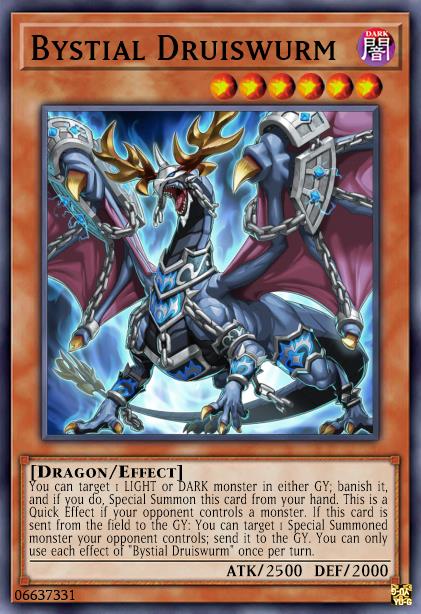 Bystial Druiswurm
DARK
闇
[Dragon/Effect]
You can target 1 LIGHT or DARK monster in either GY; banish it,
and if you do, Special Summon this card from your hand. This is a
Quick Effect if your opponent controls a monster. If this card is
sent from the field to the GY: You can target 1 Special Summoned
monster your opponent controls; send it to the GY. You can only
use each effect of "Bystial Druiswurm" once per turn.
ATK/2500 DEF/2000
06637331